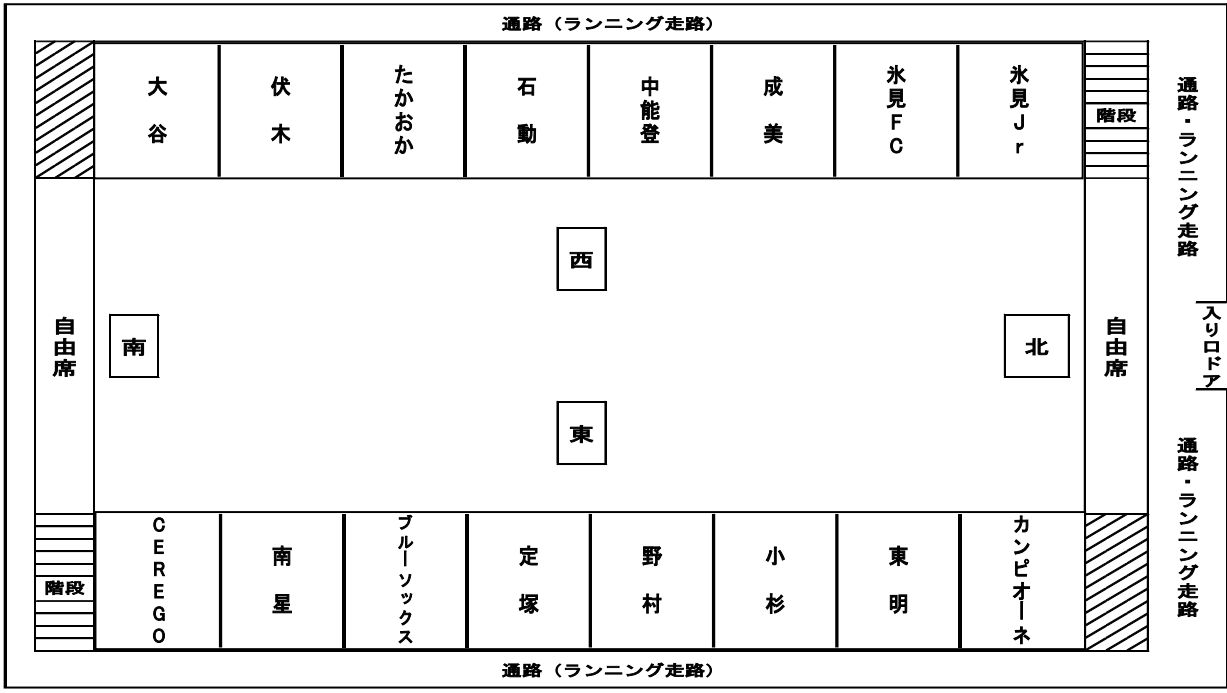 通路（ランニング走路）
大谷
伏木
たかおか
石動
中能登
成美
氷見FC
氷見Jr
階段
通路・ランニング走路
西
自由席
南
北
自由席
入り口ドア
東
通路・ランニング走路
階段
CEREGO
南星
ブルーソックス
定塚
野村
小杉
東明
カンピオーネ
通路（ランニング走路）